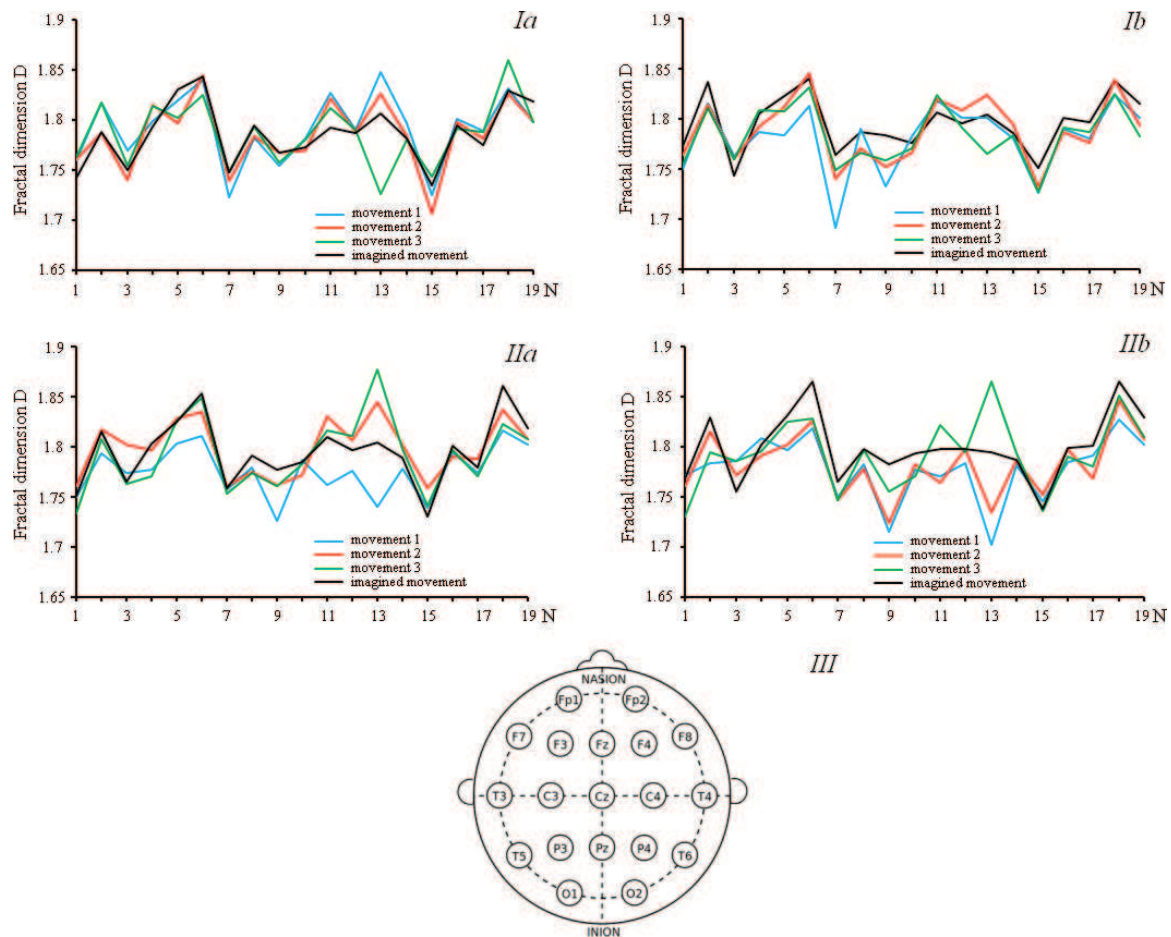 Ia
Fractal dimension D
1.9
1.85
1.8
1.75
1.7
1.65
movement 1
movement 2
movement 3
imagined movement
1 3 5 7 9 11 13 15 17 19 N
Ib
Fractal dimension D
1.9
1.85
1.8
1.75
1.7
1.65
movement 1
movement 2
movement 3
imagined movement
1 3 5 7 9 11 13 15 17 19 N
IIa
Fractal dimension D
1.9
1.85
1.8
1.75
1.7
1.65
movement 1
movement 2
movement 3
imagined movement
1 3 5 7 9 11 13 15 17 19 N
IIb
Fractal dimension D
1.9
1.85
1.8
1.75
1.7
1.65
movement 1
movement 2
movement 3
imagined movement
1 3 5 7 9 11 13 15 17 19 N
III
NASION
Fp1 Fp2
F7 F3 Fz F4 F8
T3 C3 Cz C4 T4
T5 P3 Pz P4 T6
O1 O2
INION